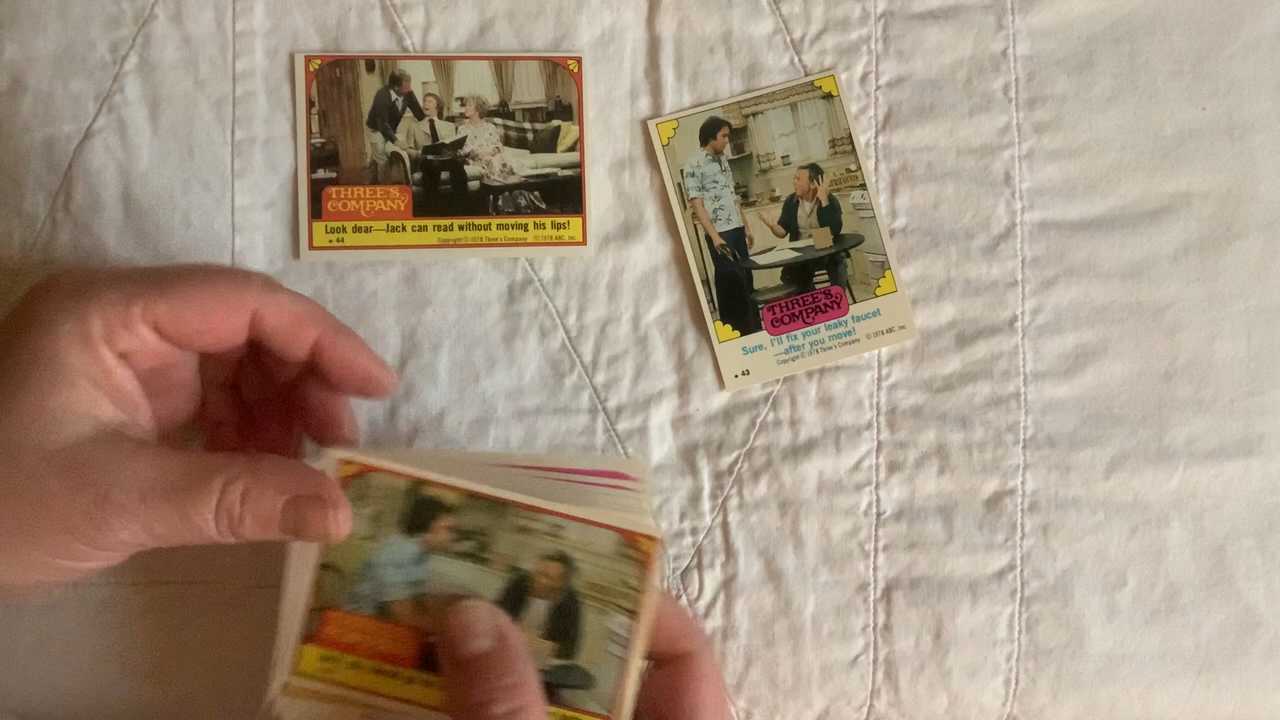 THREE'S
COMPANY
Look dear—Jack can read without moving his lips!
★ 44 Copyright © 1978 Three's Company © 1978 ABC, Inc.
THREE'S
COMPANY
Sure, I'll fix your leaky faucet
—after you move!
Copyright © 1978 Three's Company © 1978 ABC, Inc
★ 43